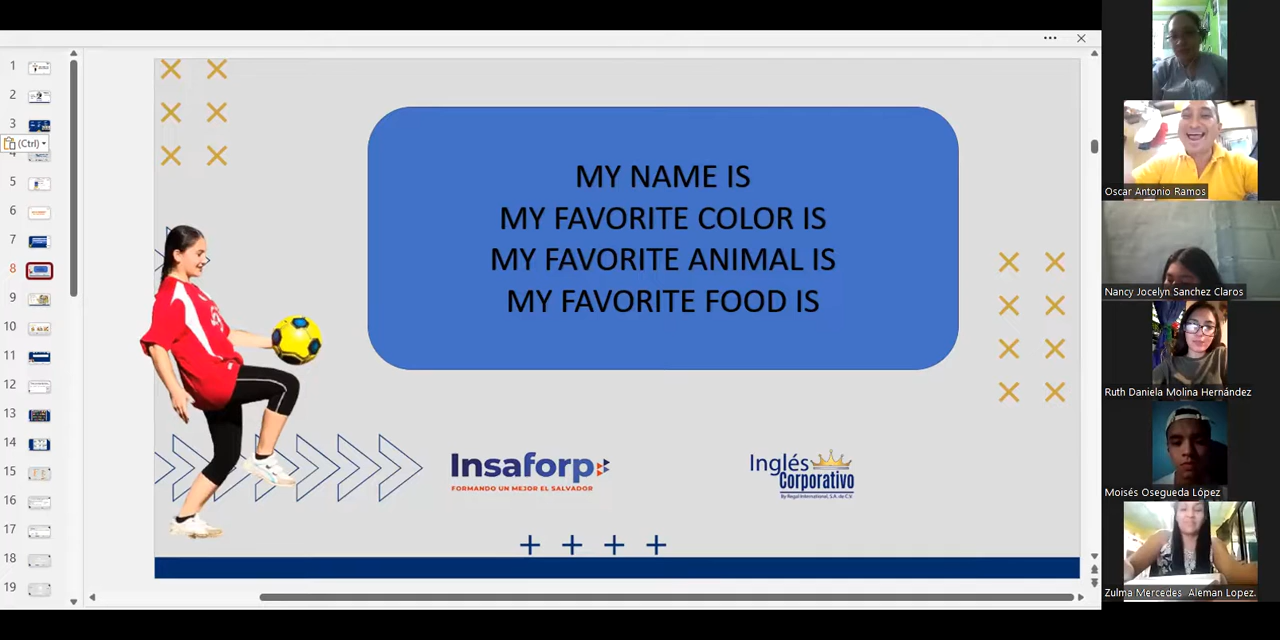 1
2
3
(Ctrl)
5
6
7
8
9
10
11
12
13
14
15
16
17
18
19
MY NAME IS
MY FAVORITE COLOR IS
MY FAVORITE ANIMAL IS
MY FAVORITE FOOD IS
Insaforp
FORMANDO UN MEJOR EL SALVADOR
Inglés
Corporativo
By Regal International, S.A. de C.V.
Oscar Antonio Ramos
Nancy Jocelyn Sanchez Claros
Ruth Daniela Molina Hernández
Moisés Osegueda López
Zulma Mercedes Aleman Lopez.